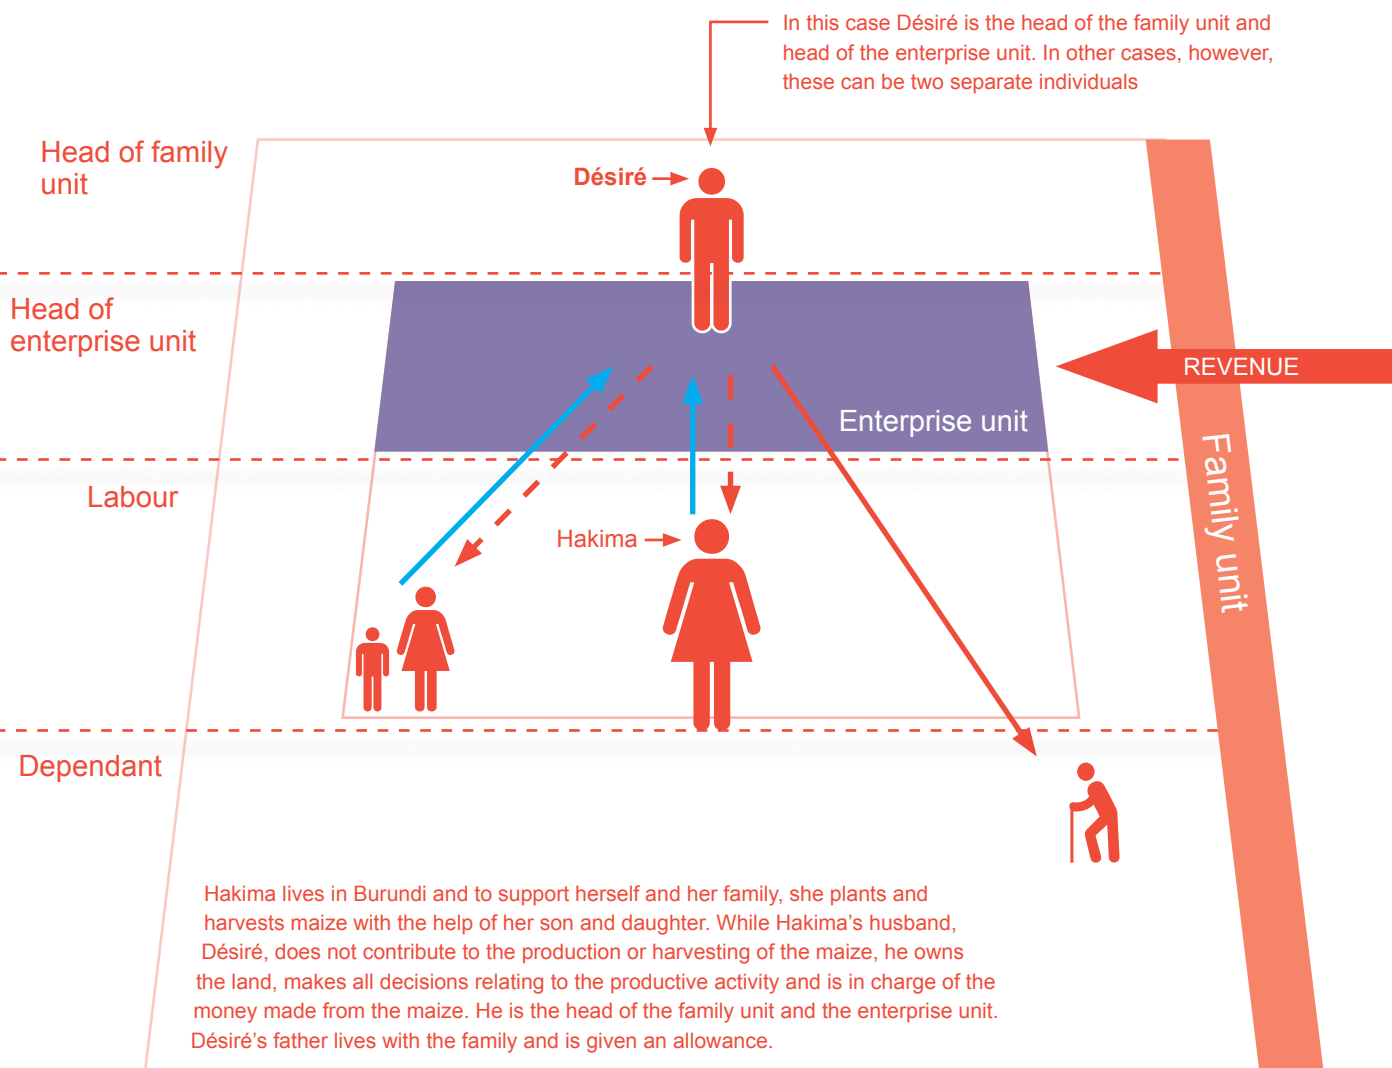 In this case Désiré is the head of the family unit and
head of the enterprise unit. In other cases, however,
these can be two separate individuals
Head of family
unit
Désiré
Head of
enterprise unit
REVENUE
Enterprise unit
Family unit
Labour
Hakima
Dependant
Hakima lives in Burundi and to support herself and her family, she plants and
harvests maize with the help of her son and daughter. While Hakima’s husband,
Désiré, does not contribute to the production or harvesting of the maize, he owns
the land, makes all decisions relating to the productive activity and is in charge of the
money made from the maize. He is the head of the family unit and the enterprise unit.
Désiré’s father lives with the family and is given an allowance.